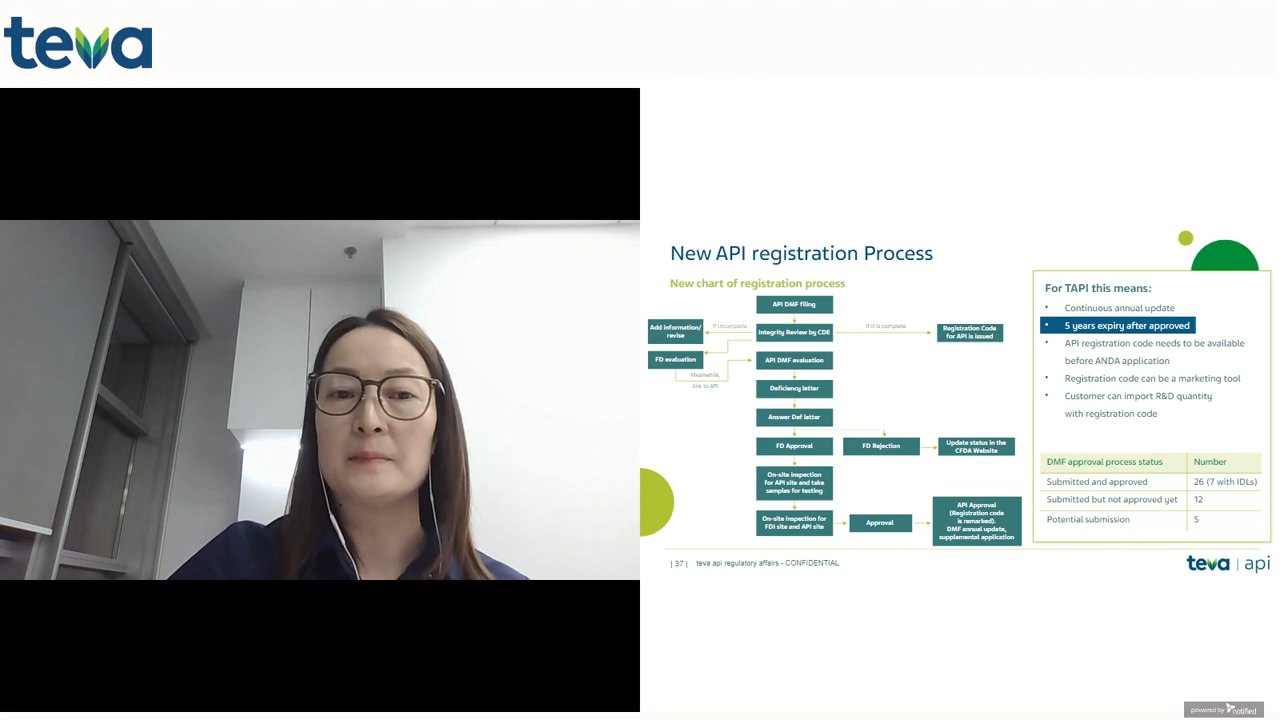 teva
New API registration Process
New chart of registration process
API DMF filing
Add information/
revise
If incomplete
Integrity Review by CDE
If it is complete
Registration Code
for API is issued
FD evaluation
API DMF evaluation
Meanwhile,
link to API
Deficiency letter
Answer Def letter
FD Approval
FD Rejection
Update status in the
CFDA Website
On-site inspection
for API site and take
samples for testing
On-site inspection for
FDI site and API site
Approval
API Approval
(Registration code
is remarked).
DMF annual update,
supplemental application
For TAPI this means:
• Continuous annual update
• 5 years expiry after approved
• API registration code needs to be available
before ANDA application
• Registration code can be a marketing tool
• Customer can import R&D quantity
with registration code
DMF approval process status Number
Submitted and approved 26 (7 with IDLs)
Submitted but not approved yet 12
Potential submission 5
| 37 | teva api regulatory affairs - CONFIDENTIAL
teva | api
powered by notified